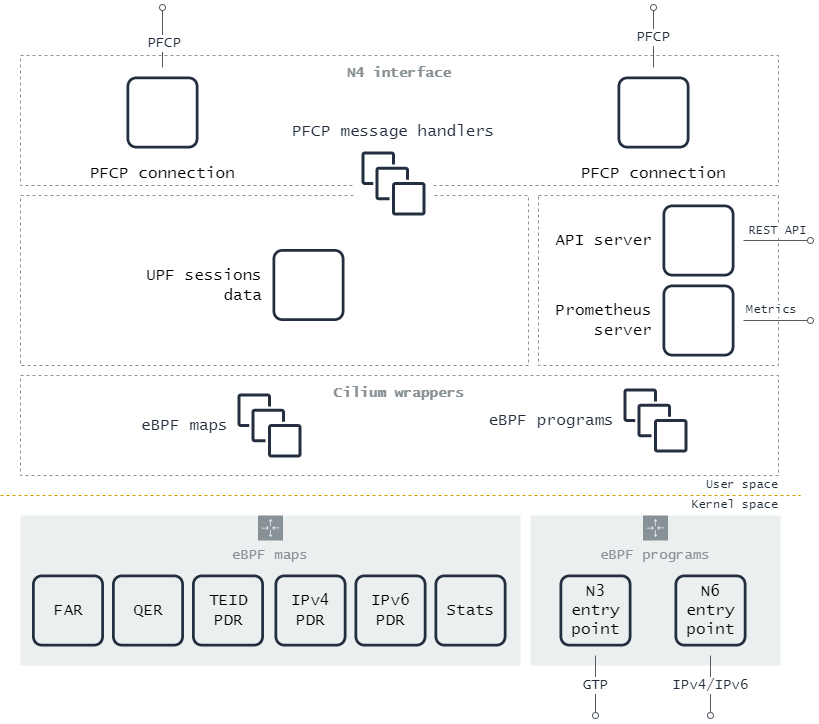 PFCP
PFCP
N4 interface
PFCP message handlers
PFCP connection
PFCP connection
API server
REST API
UPF sessions
data
Prometheus
server
Metrics
Cilium wrappers
eBPF maps
eBPF programs
User space
Kernel space
eBPF maps
eBPF programs
FAR
QER
TEID
PDR
IPv4
PDR
IPv6
PDR
Stats
N3
entry
point
N6
entry
point
GTP
IPv4/IPv6